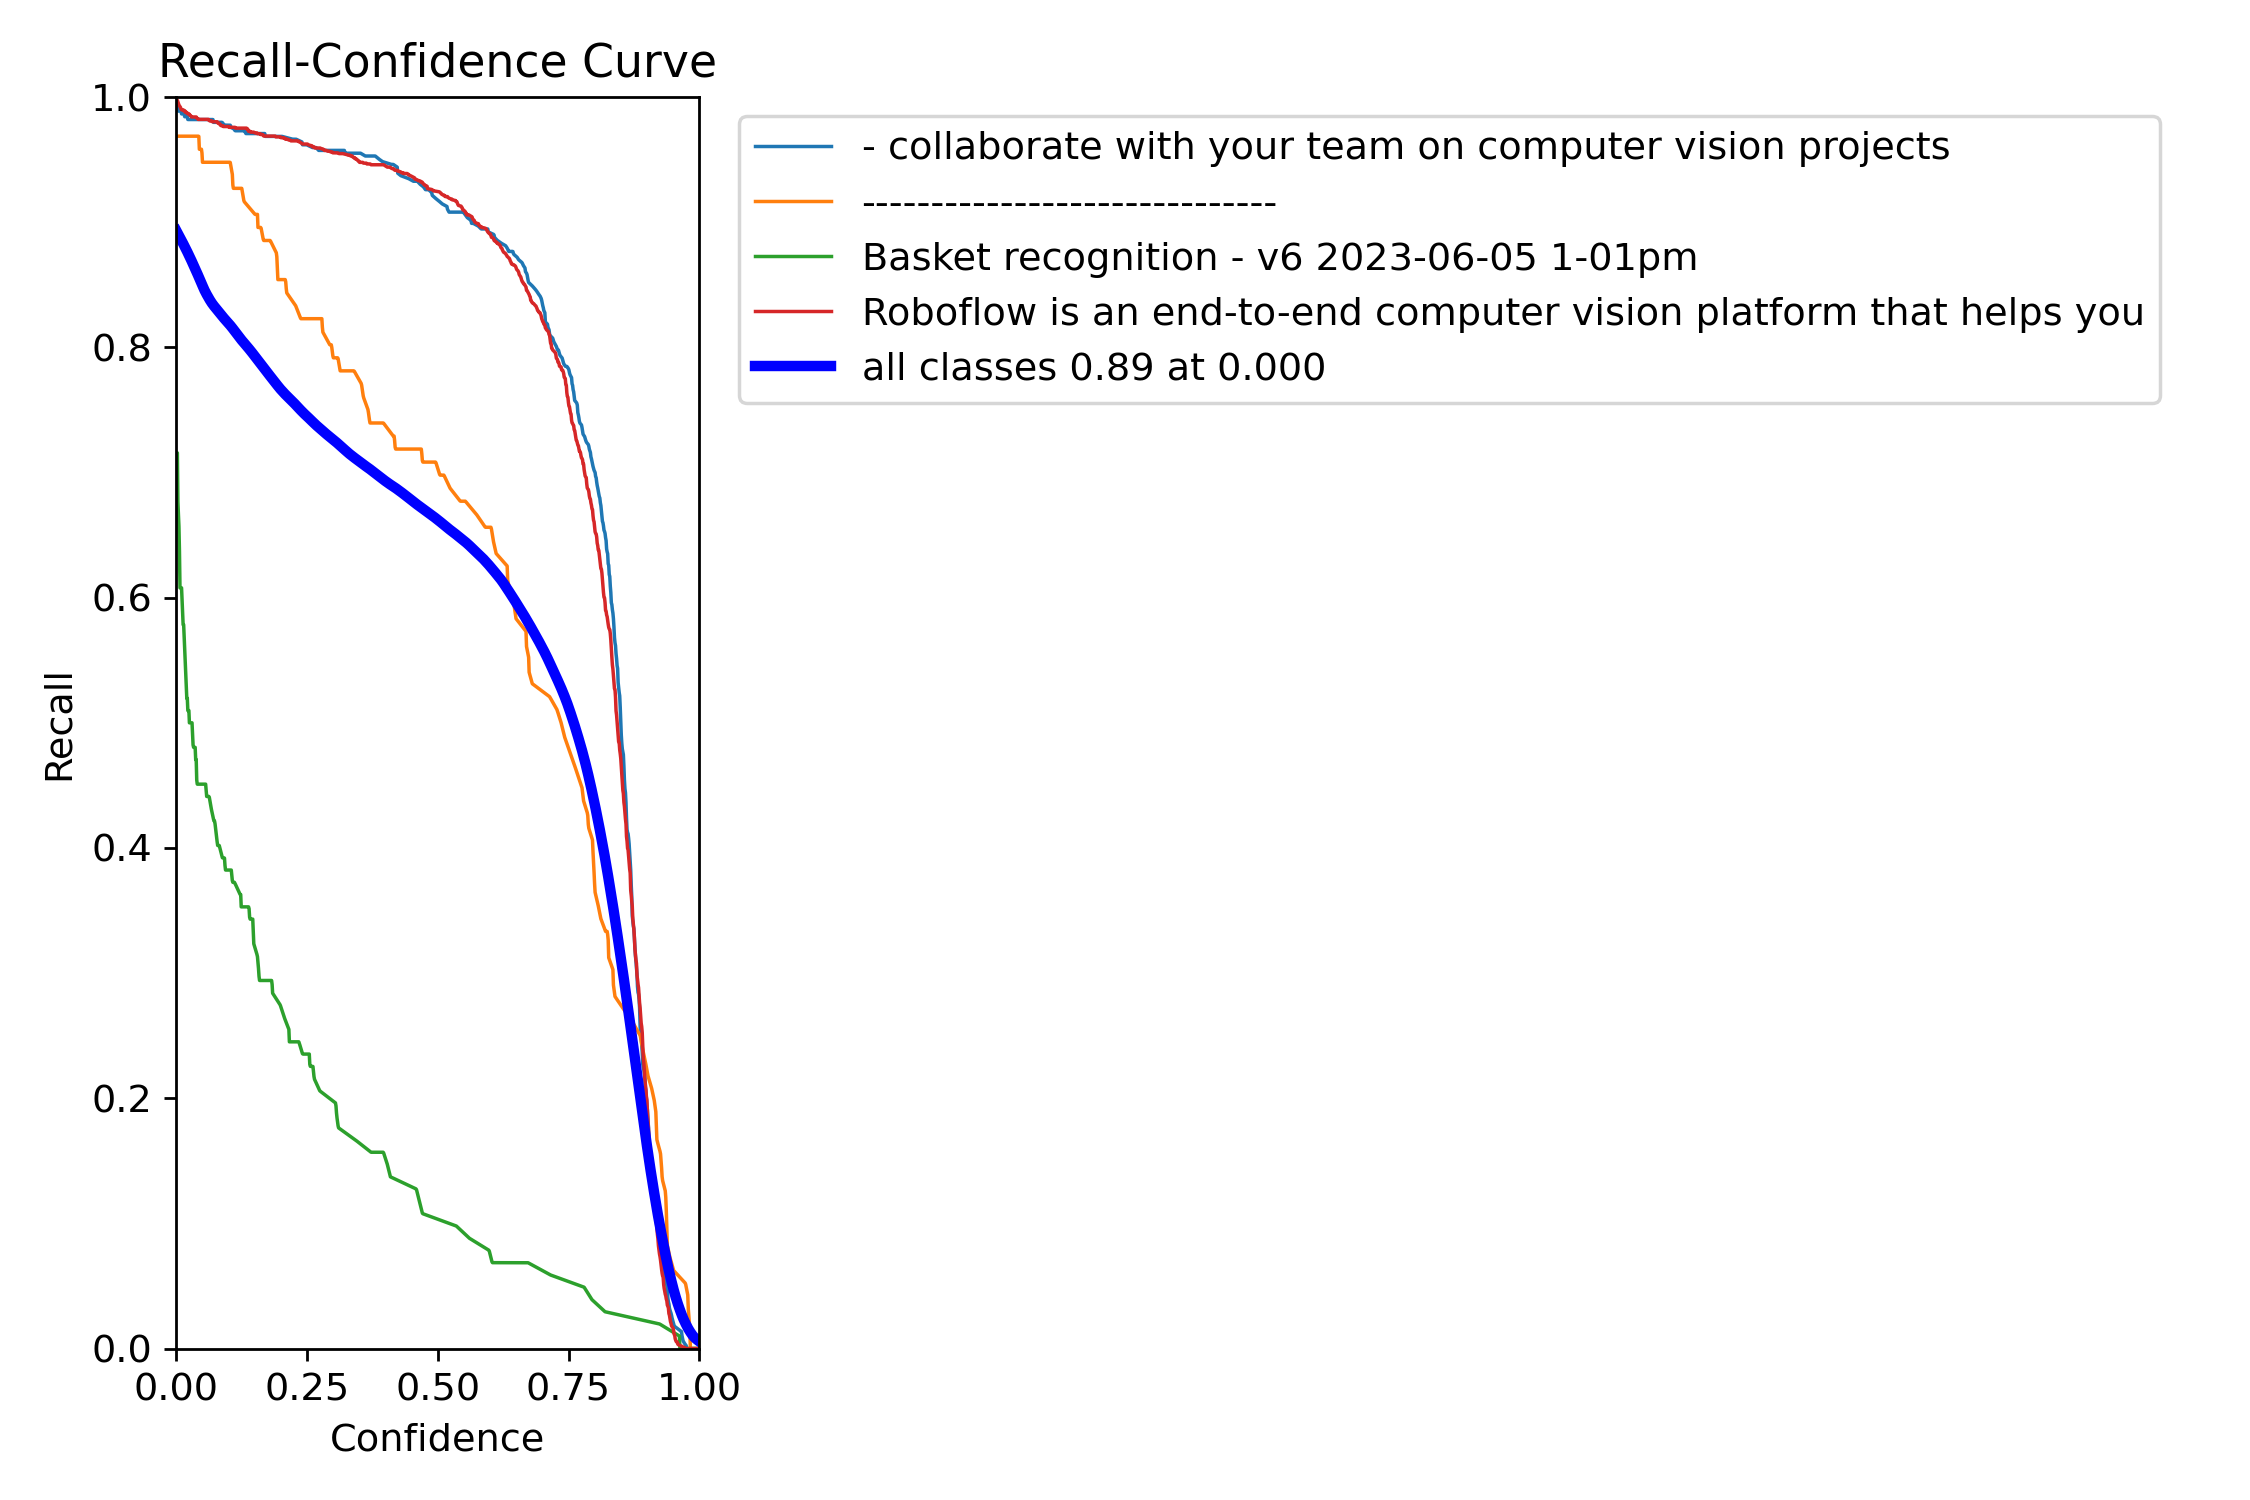 Recall-Confidence Curve
1.0
0.8
0.6
0.4
0.2
0.0
Recall
0.00 0.25 0.50 0.75 1.00
Confidence
- collaborate with your team on computer vision projects
------------------------------
Basket recognition - v6 2023-06-05 1-01pm
Roboflow is an end-to-end computer vision platform that helps you
all classes 0.89 at 0.000